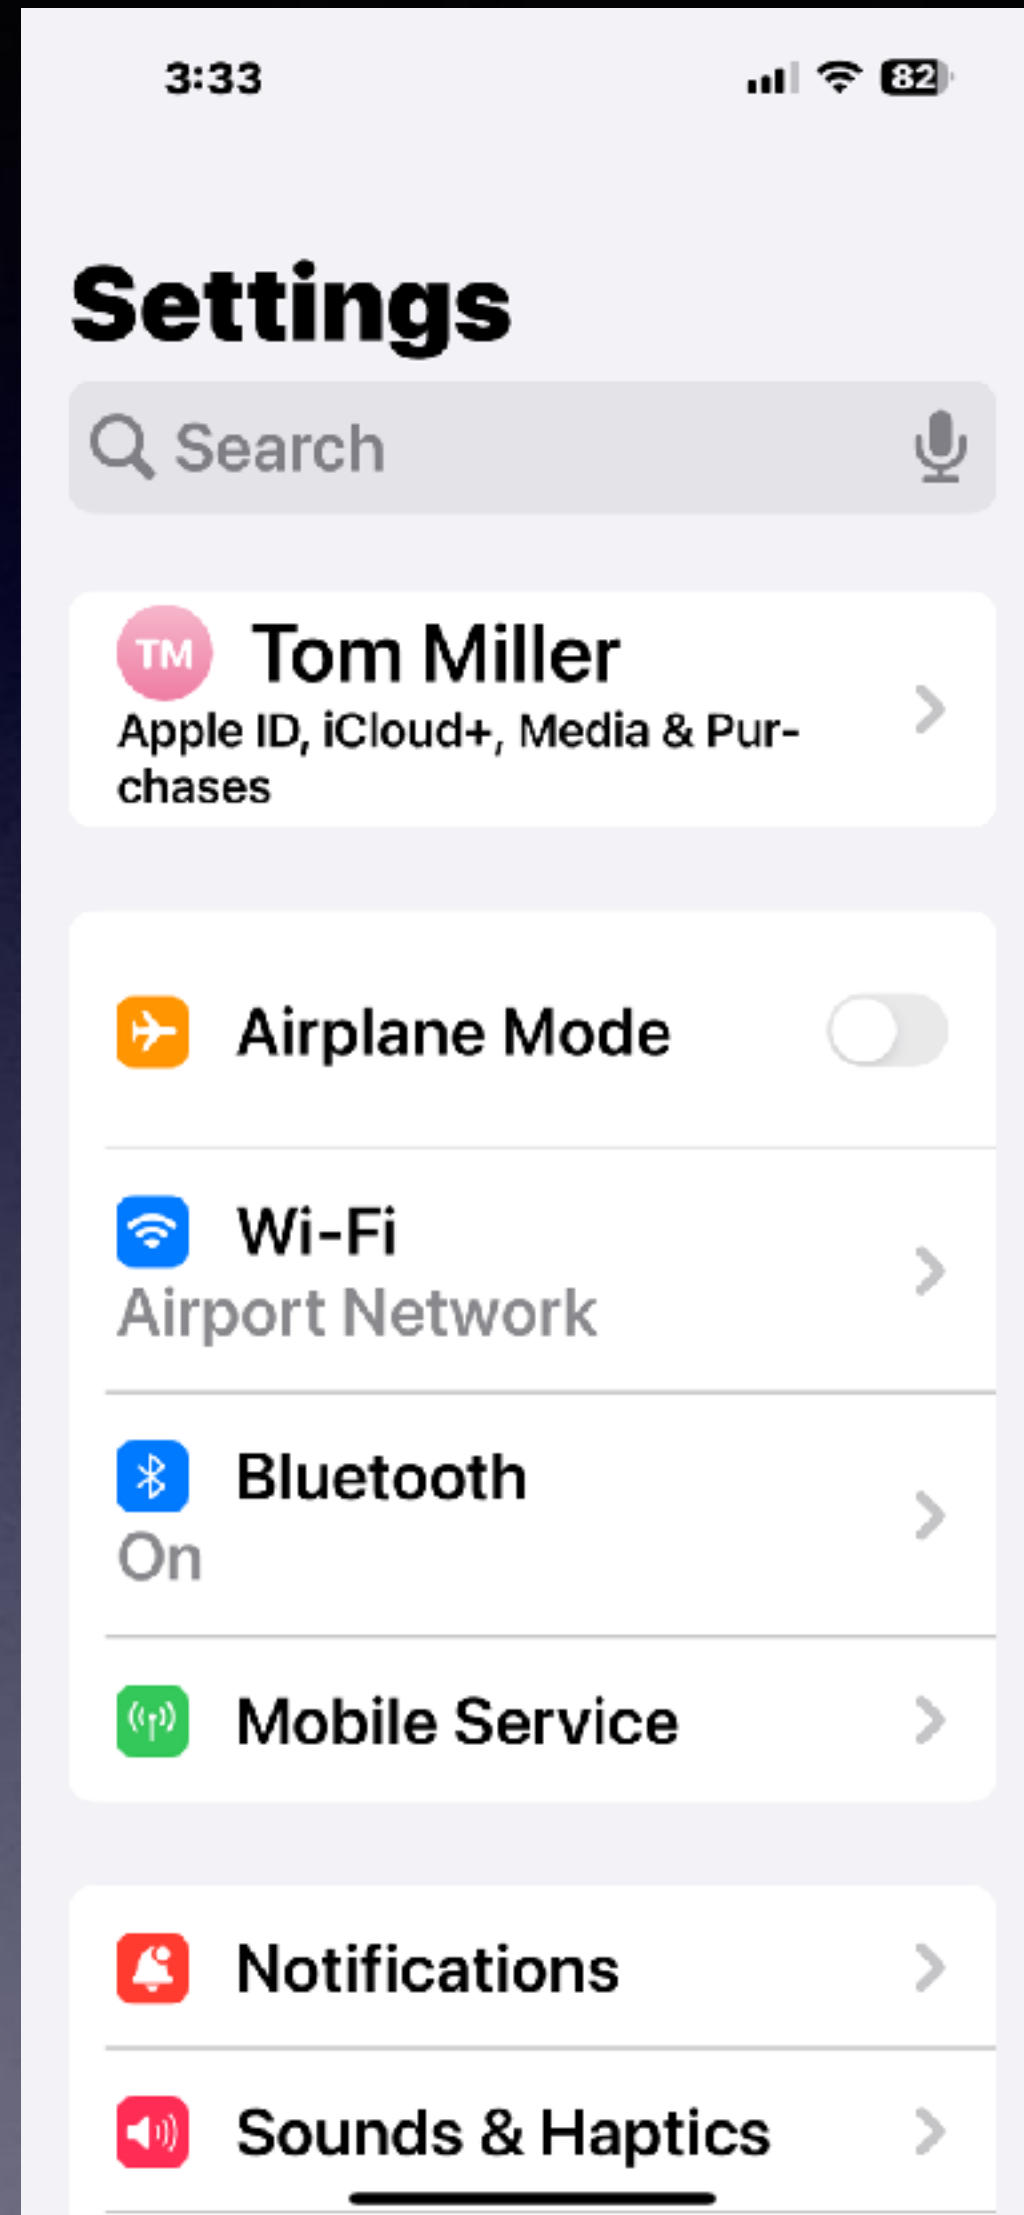 3:33
82
Settings
Search
TM
Tom Miller
Apple ID, iCloud+, Media & Pur-
chases
Airplane Mode
Wi-Fi
Airport Network
Bluetooth
On
Mobile Service
Notifications
Sounds & Haptics